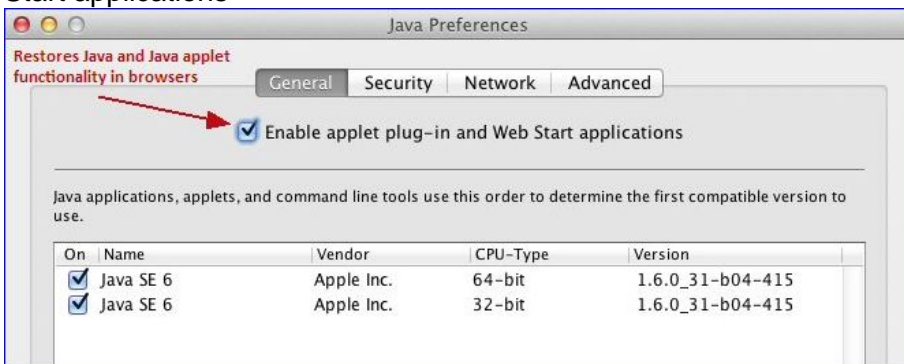 Start applications
Java Preferences
Restores Java and Java applet
functionality in browsers
General Security Network Advanced
Enable applet plug-in and Web Start applications
Java applications, applets, and command line tools use this order to determine the first compatible version to
use.
On Name Vendor CPU-Type Version
Java SE 6 Apple Inc. 64-bit 1.6.0_31-b04-415
Java SE 6 Apple Inc. 32-bit 1.6.0_31-b04-415